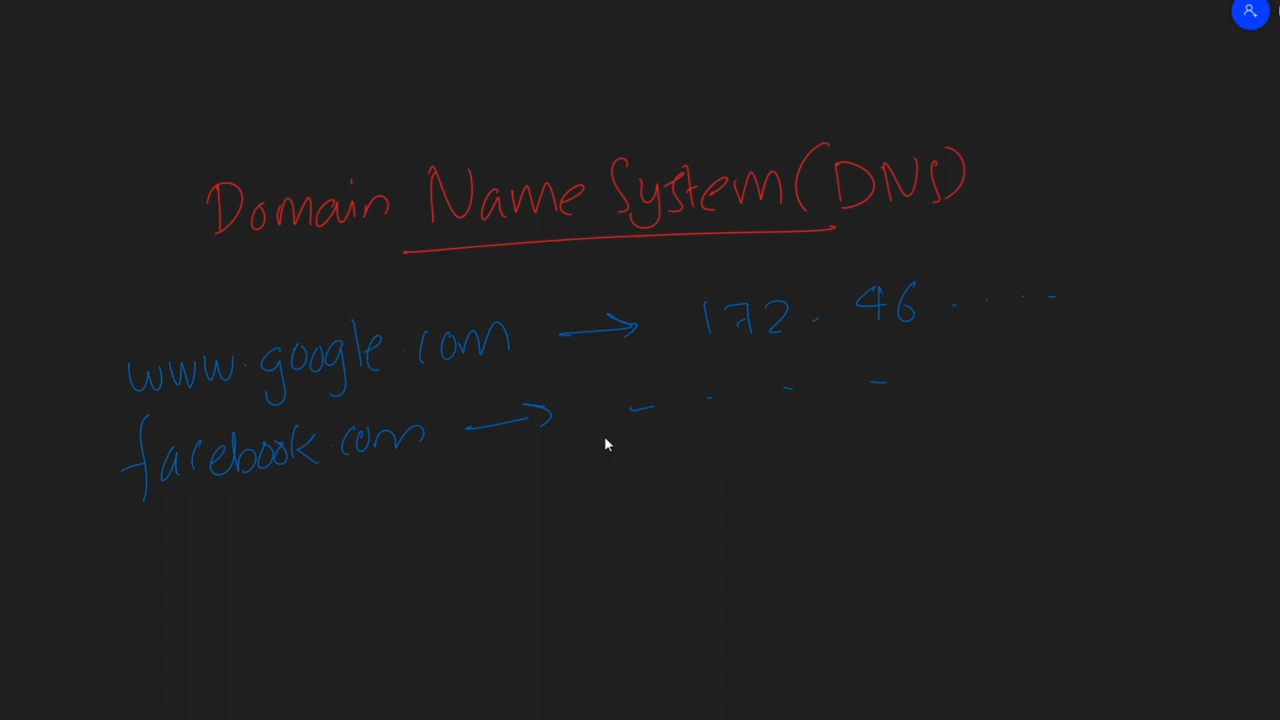 Domain Name System (DNS)
www.google.com → 172.46.....
facebook.com → - - - -